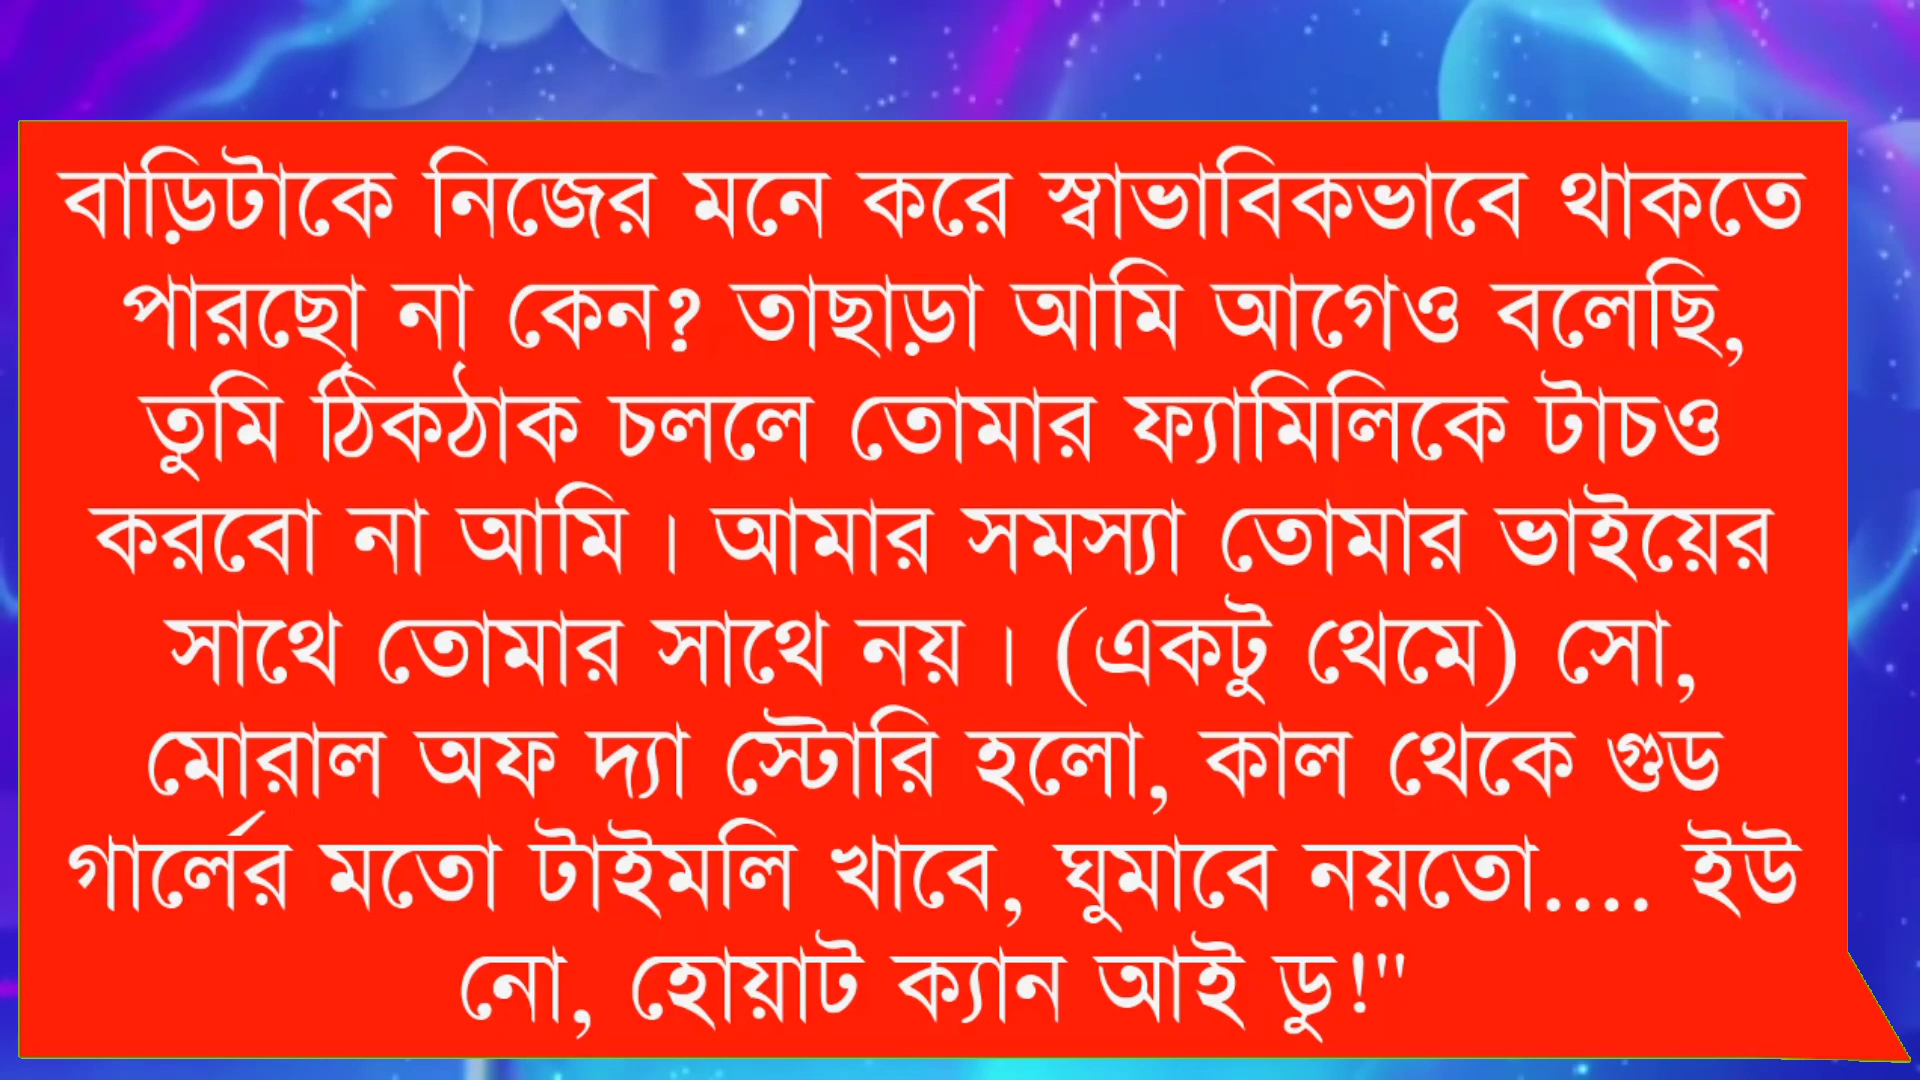 বাড়িটাকে নিজের মনে করে স্বাভাবিকভাবে থাকতে
পারছো না কেন? তাছাড়া আমি আগেও বলেছি,
তুমি ঠিকঠাক চললে তোমার ফ্যামিলিকে টাচও
করবো না আমি। আমার সমস্যা তোমার ভাইয়ের
সাথে তোমার সাথে নয়। (একটু থেমে) সো,
মোরাল অফ দ্যা স্টোরি হলো, কাল থেকে গুড
গার্লের মতো টাইমলি খাবে, ঘুমাবে নয়তো.... ইউ
নো, হোয়াট ক্যান আই ডু!"